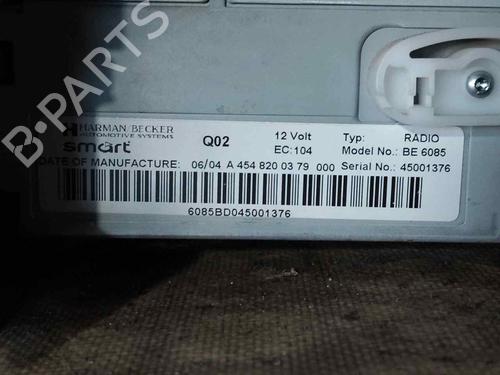 B-PARTS
HARMAN/BECKER
AUTOMOTIVE SYSTEMS
smart
Q02
12 Volt
EC:104
Typ: RADIO
Model No.: BE 6085
DATE OF MANUFACTURE: 06/04 A 454 820 03 79 000 Serial No.: 45001376
6085BD045001376